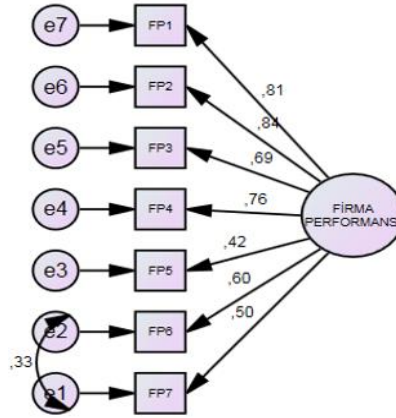 e7 FP1
,81
e6 FP2
,84
e5 FP3
,69
e4 FP4
,76
FİRMA
PERFORMANS
e3 FP5
,42
,60
e2 FP6
,50
,33
e1 FP7